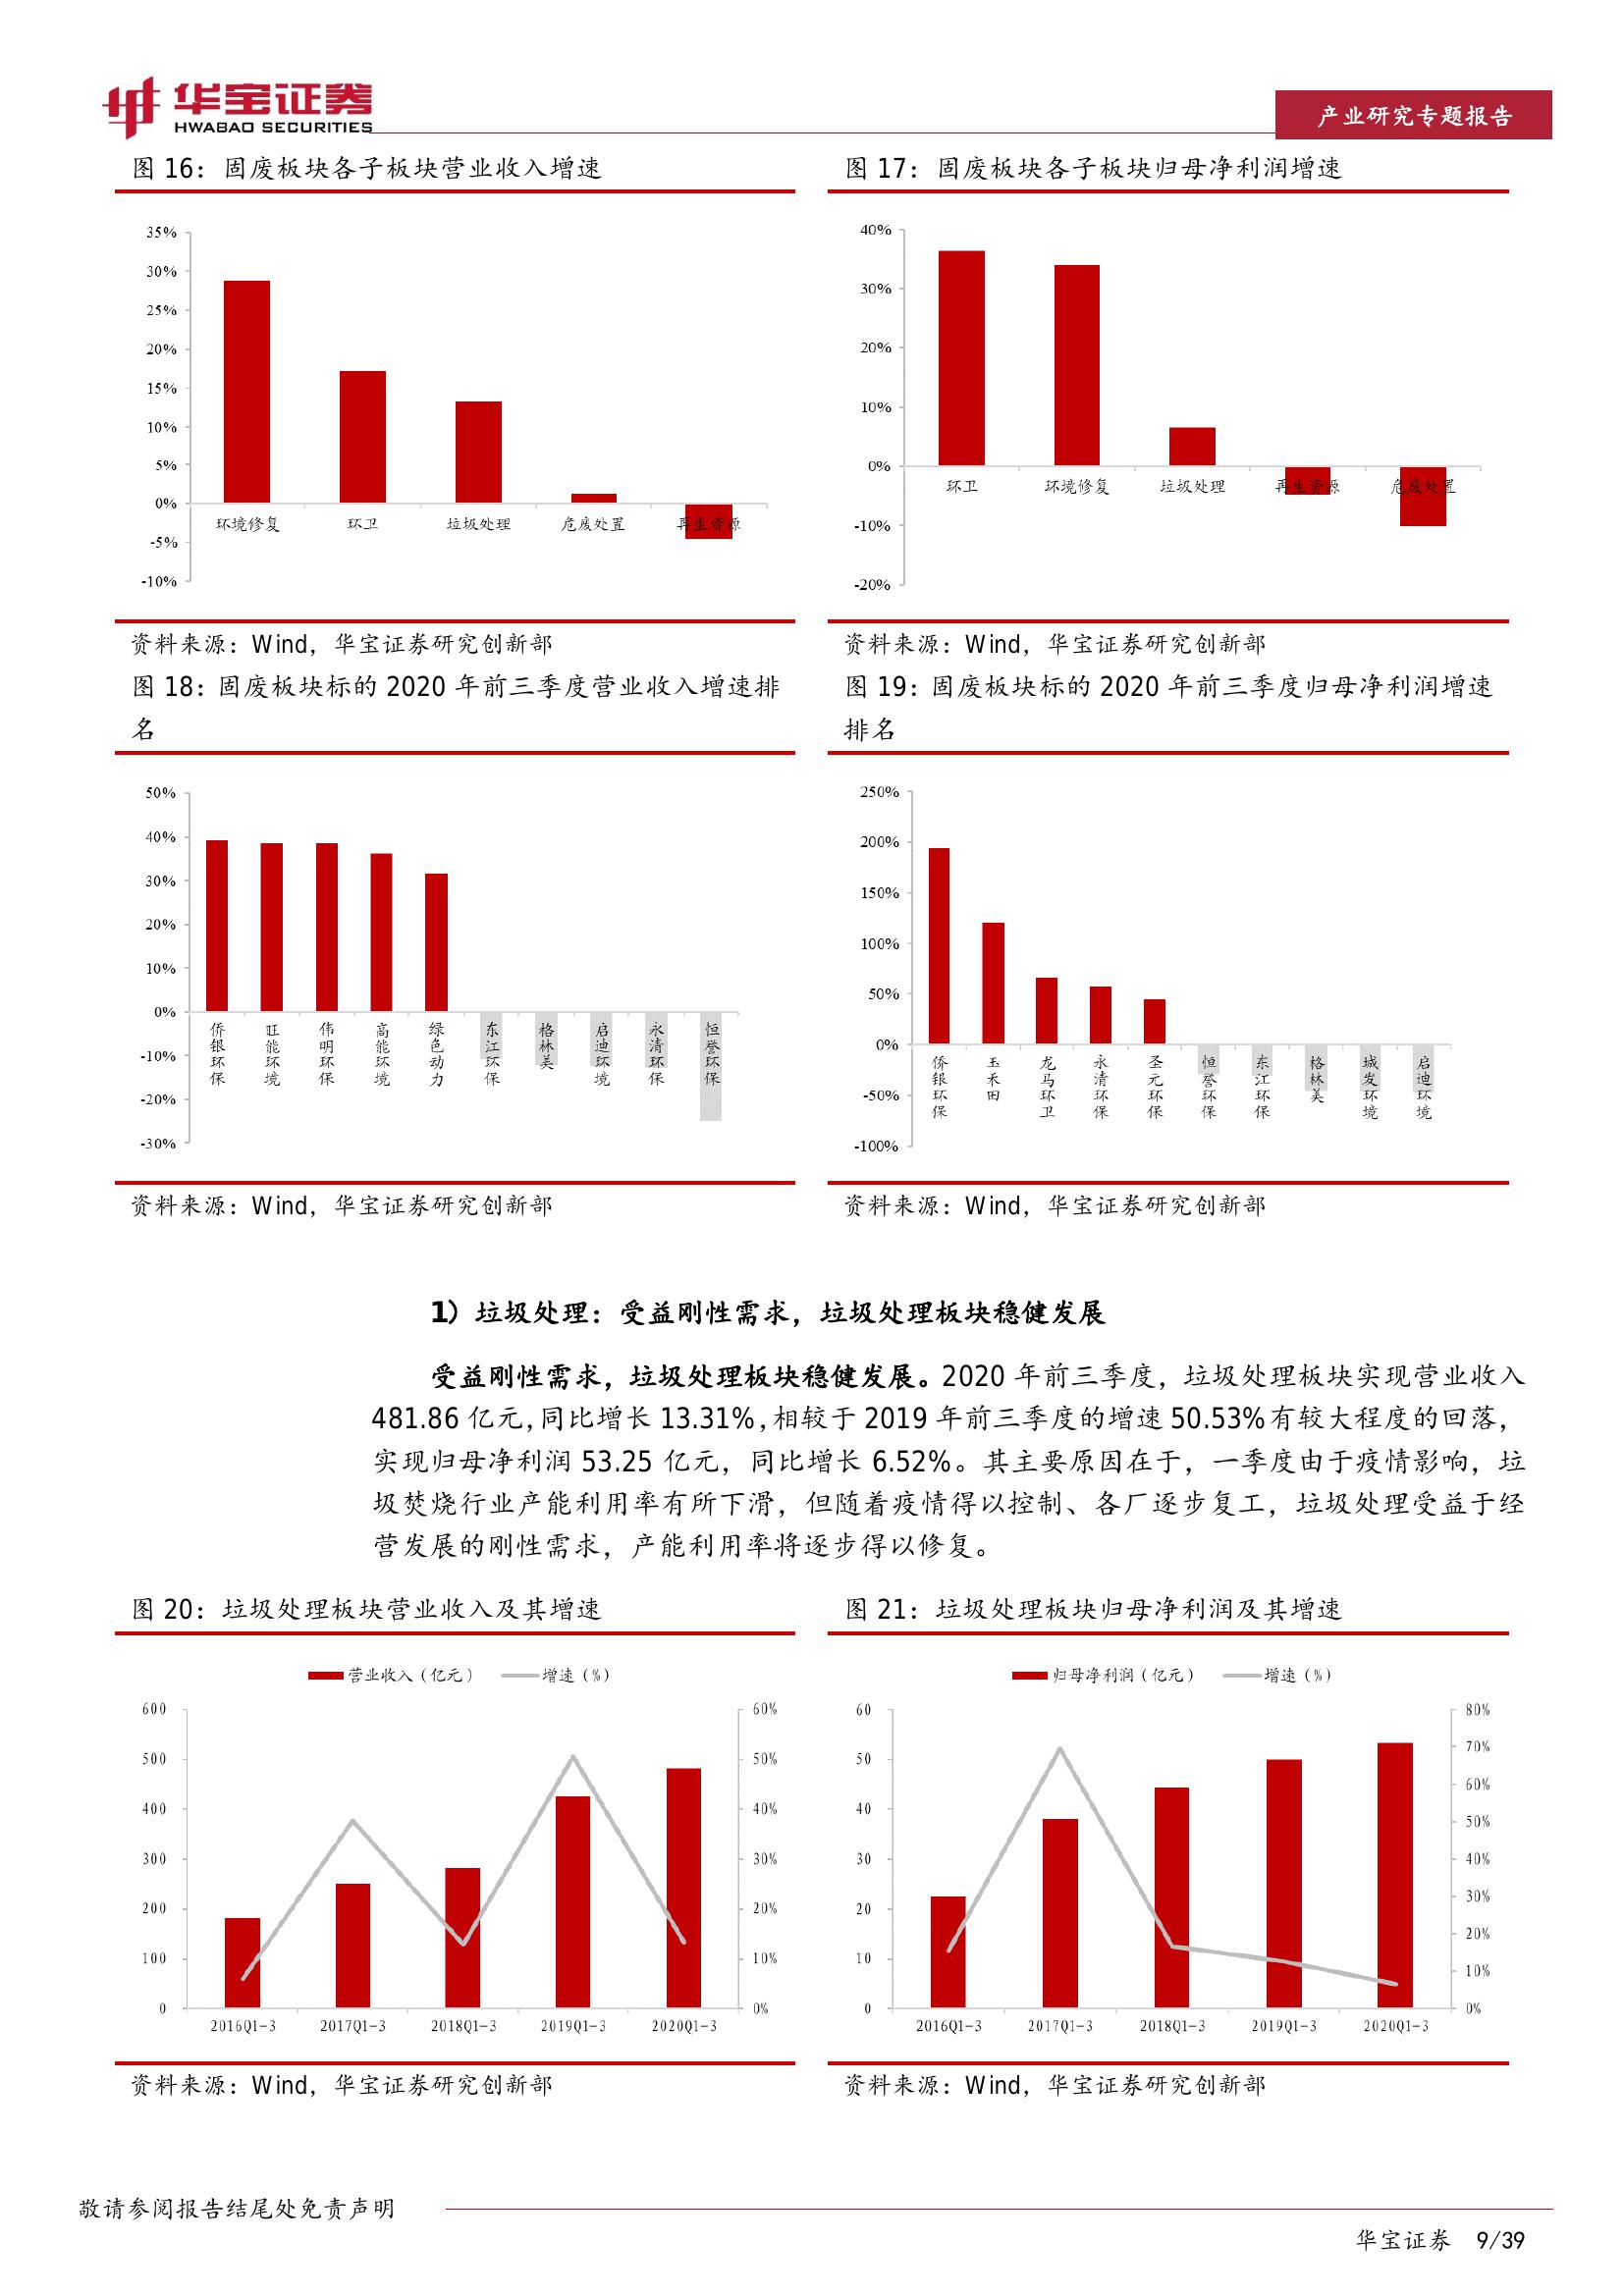 华宝证券
HWABAO SECURITIES
产业研究专题报告
图 16：固废板块各子板块营业收入增速
35%
30%
25%
20%
15%
10%
5%
0%
-5%
-10%
环境修复 环卫 垃圾处理 危废处置 再生资源
资料来源：Wind，华宝证券研究创新部
图 17：固废板块各子板块归母净利润增速
40%
30%
20%
10%
0%
-10%
-20%
环卫 环境修复 垃圾处理 再生资源 危废处置
资料来源：Wind，华宝证券研究创新部
图 18：固废板块标的 2020 年前三季度营业收入增速排
名
50%
40%
30%
20%
10%
0%
-10%
-20%
-30%
侨银环保 旺能环境 伟明环保 高能环境 绿色动力 东江环保 格林美 启迪环境 永清环保 恒誉环保
资料来源：Wind，华宝证券研究创新部
图 19：固废板块标的 2020 年前三季度归母净利润增速
排名
250%
200%
150%
100%
50%
0%
-50%
-100%
侨银环保 玉禾田 龙马环卫 永清环保 圣元环保 恒誉环保 东江环保 格林美 城发环境 启迪环境
资料来源：Wind，华宝证券研究创新部
1）垃圾处理：受益刚性需求，垃圾处理板块稳健发展
受益刚性需求，垃圾处理板块稳健发展。2020 年前三季度，垃圾处理板块实现营业收入
481.86 亿元，同比增长 13.31%，相较于 2019 年前三季度的增速 50.53%有较大程度的回落，
实现归母净利润 53.25 亿元，同比增长 6.52%。其主要原因在于，一季度由于疫情影响，垃
圾焚烧行业产能利用率有所下滑，但随着疫情得以控制、各厂逐步复工，垃圾处理受益于经
营发展的刚性需求，产能利用率将逐步得以修复。
图 20：垃圾处理板块营业收入及其增速
营业收入（亿元） 增速（%）
600
500
400
300
200
100
0
60%
50%
40%
30%
20%
10%
0%
2016Q1-3 2017Q1-3 2018Q1-3 2019Q1-3 2020Q1-3
资料来源：Wind，华宝证券研究创新部
图 21：垃圾处理板块归母净利润及其增速
归母净利润（亿元） 增速（%）
60
50
40
30
20
10
0
80%
70%
60%
50%
40%
30%
20%
10%
0%
2016Q1-3 2017Q1-3 2018Q1-3 2019Q1-3 2020Q1-3
资料来源：Wind，华宝证券研究创新部
敬请参阅报告结尾处免责声明
华宝证券 9/39